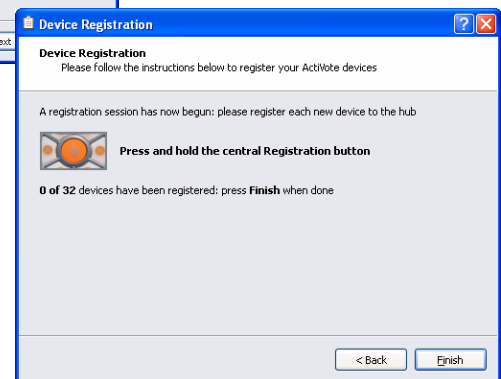 Device Registration
Device Registration
Please follow the instructions below to register your ActiVote devices
A registration session has now begun: please register each new device to the hub
Press and hold the central Registration button
0 of 32 devices have been registered: press Finish when done
< Back
Finish